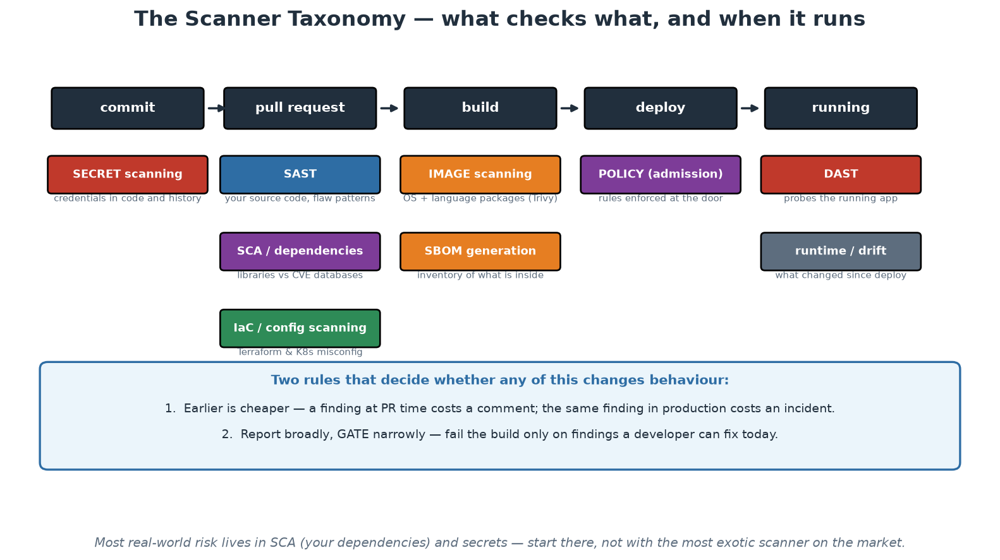 The Scanner Taxonomy — what checks what, and when it runs
commit
pull request
build
deploy
running
SECRET scanning
credentials in code and history
SAST
your source code, flaw patterns
IMAGE scanning
OS + language packages (Trivy)
POLICY (admission)
rules enforced at the door
DAST
probes the running app
SCA / dependencies
libraries vs CVE databases
SBOM generation
inventory of what is inside
runtime / drift
what changed since deploy
IaC / config scanning
Terraform & K8s misconfig
Two rules that decide whether any of this changes behaviour:
1. Earlier is cheaper — a finding at PR time costs a comment; the same finding in production costs an incident.
2. Report broadly, GATE narrowly — fail the build only on findings a developer can fix today.
Most real-world risk lives in SCA (your dependencies) and secrets — start there, not with the most exotic scanner on the market.